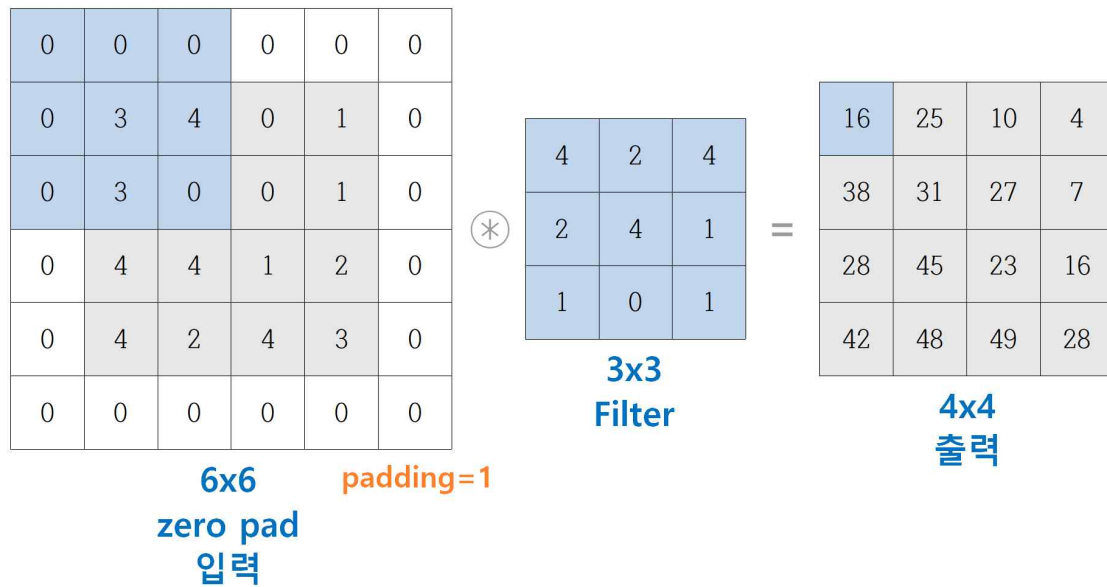 0 0 0 0 0 0
0 3 4 0 1 0
0 3 0 0 1 0
0 4 4 1 2 0
0 4 2 4 3 0
0 0 0 0 0 0
6x6
zero pad
입력
padding=1
*
4 2 4
2 4 1
1 0 1
3x3
Filter
=
16 25 10 4
38 31 27 7
28 45 23 16
42 48 49 28
4x4
출력